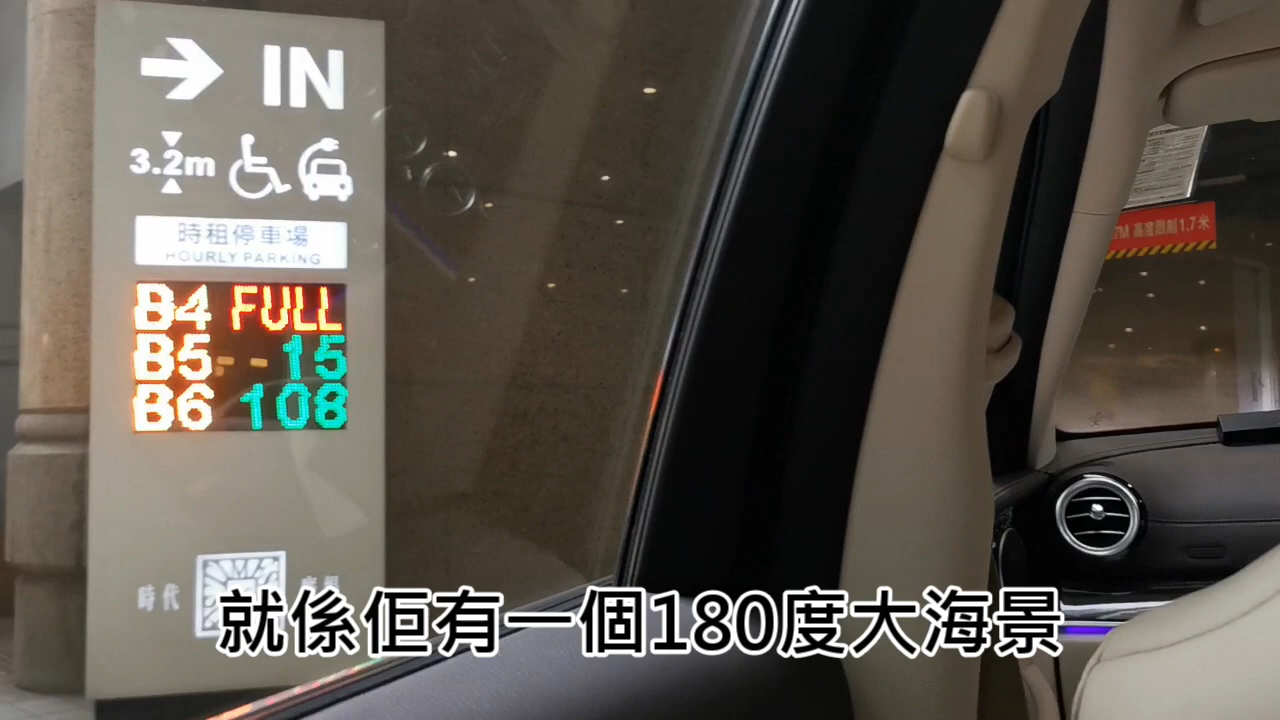 IN
3.2m
時租停車場
HOURLY PARKING
B4 FULL
B5 15
B6 108
時代
高度限制1.7米
就係佢有一個180度大海景